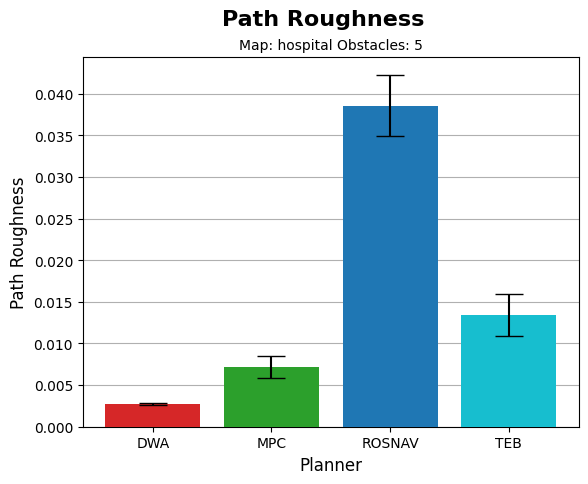 Path Roughness
Map: hospital Obstacles: 5
0.040
0.035
0.030
0.025
0.020
0.015
0.010
0.005
0.000
Path Roughness
DWA MPC ROSNAV TEB
Planner